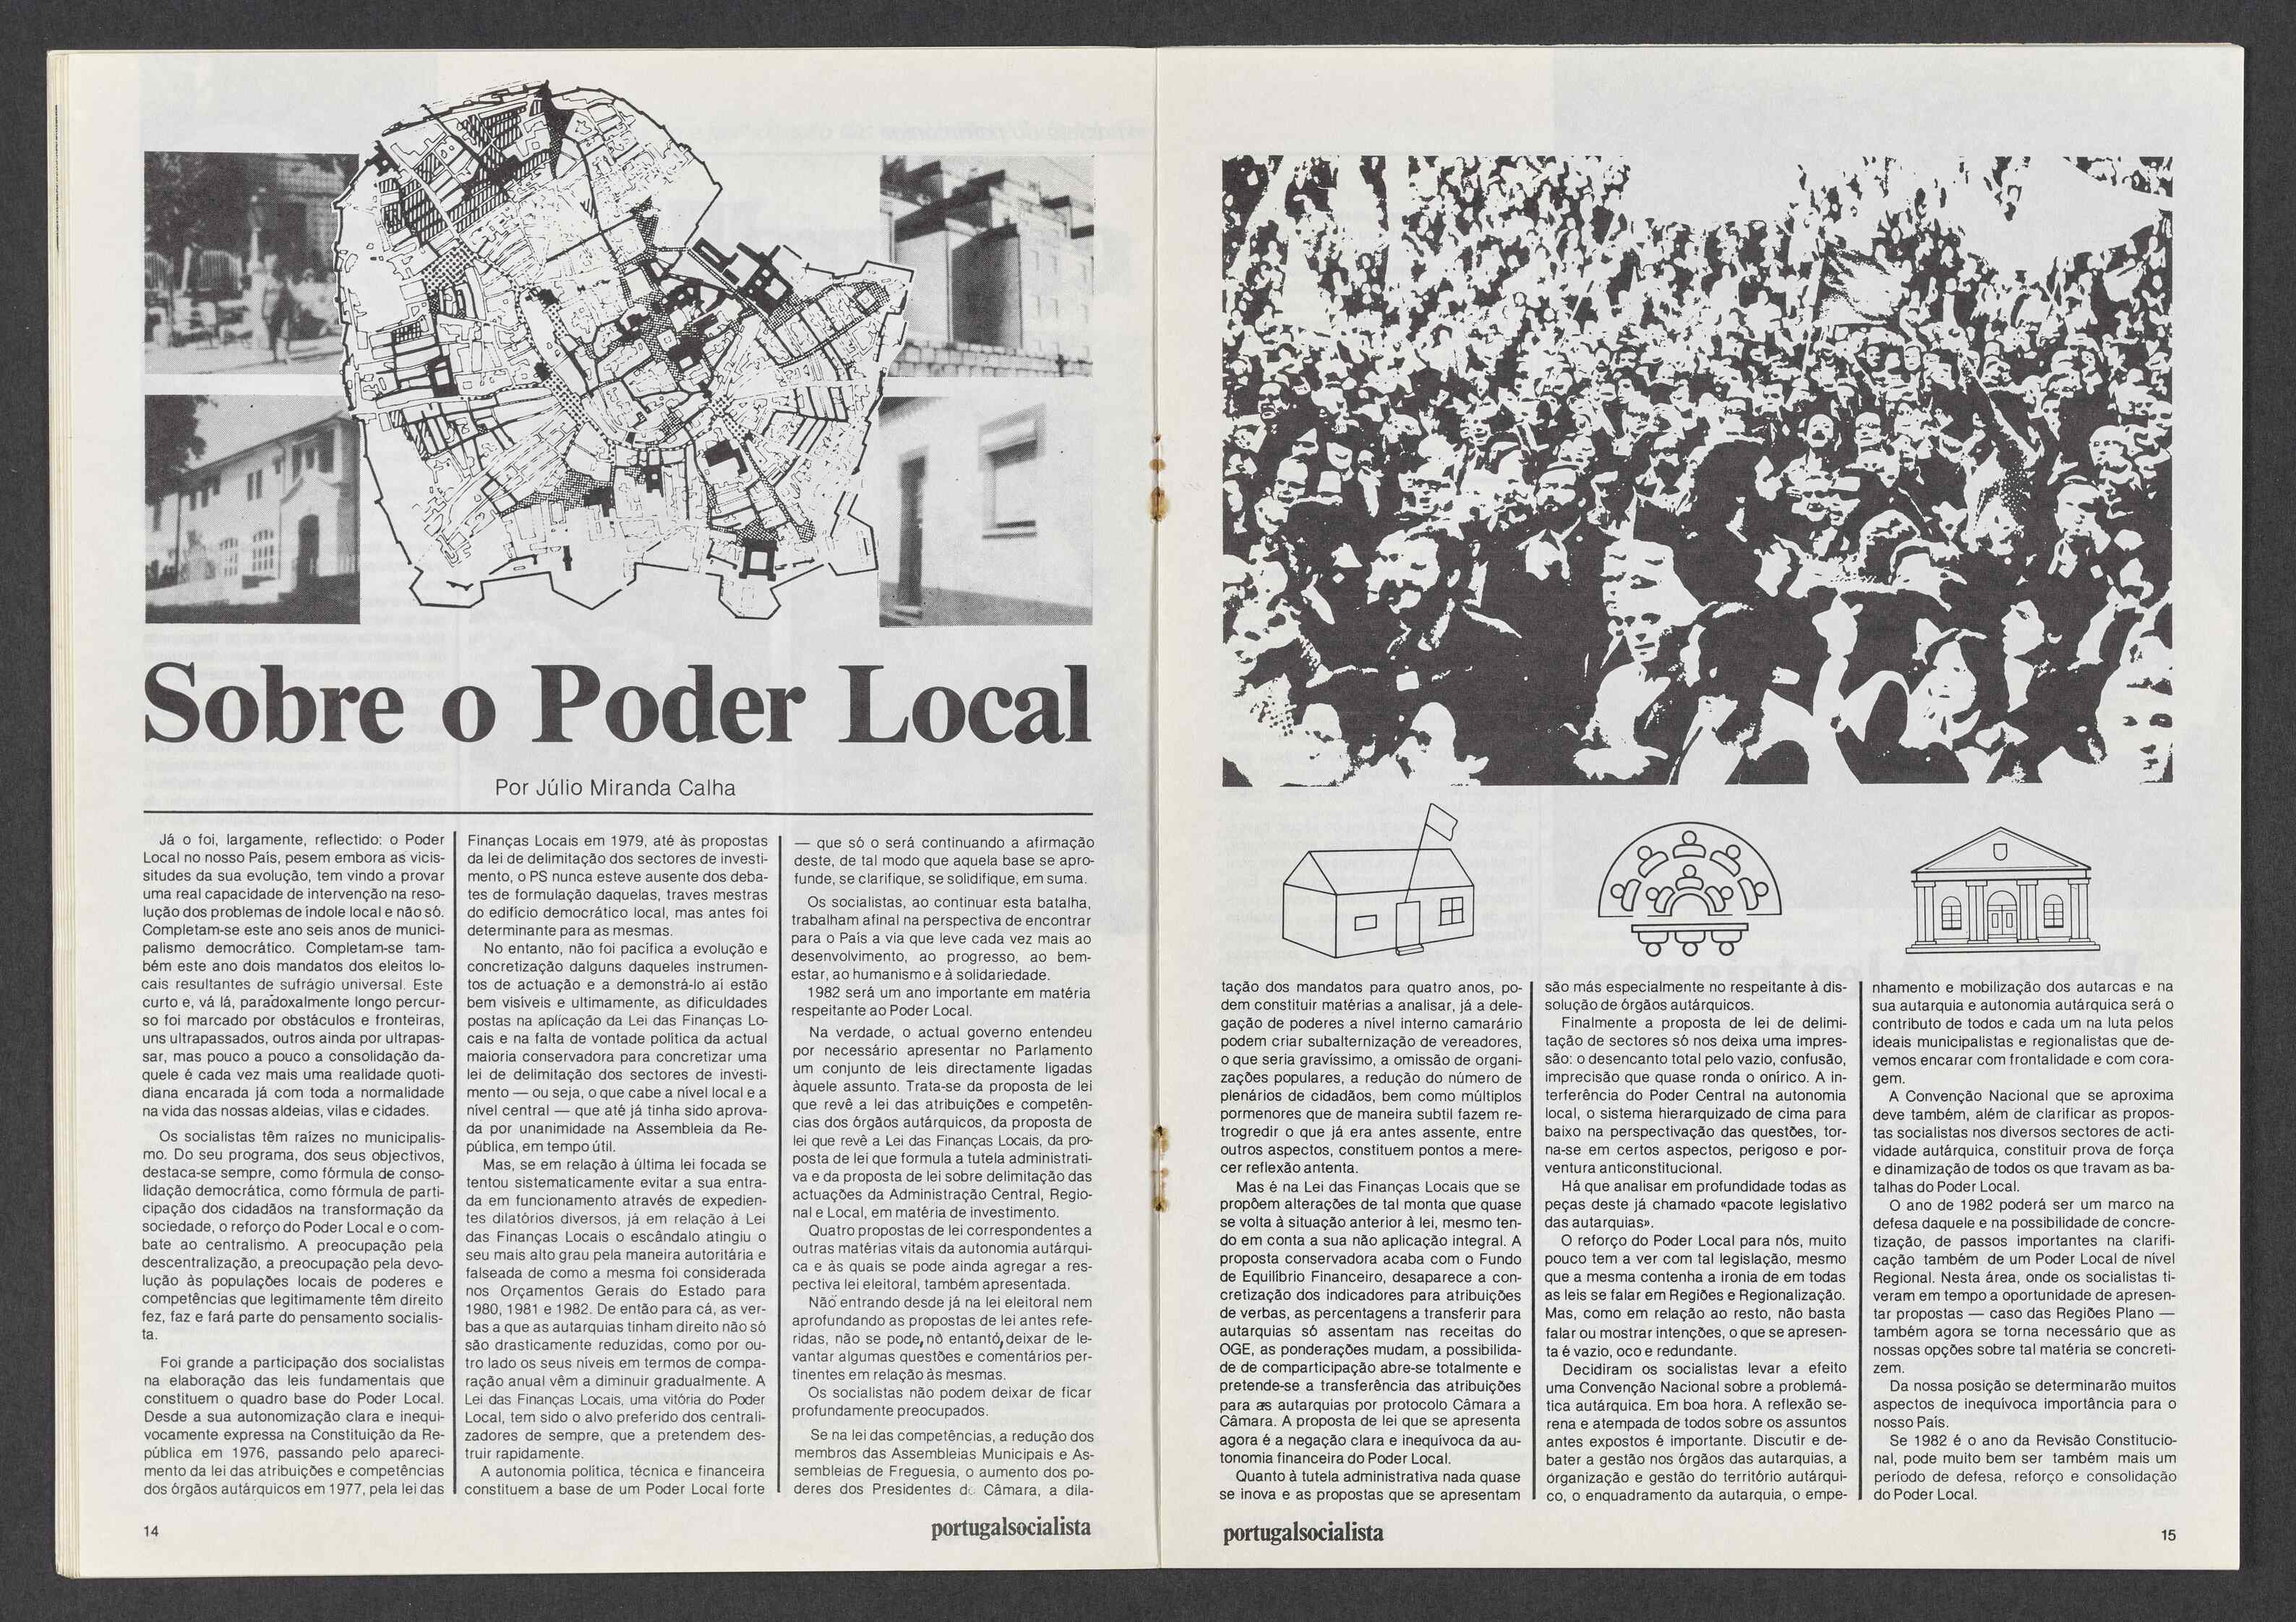 Sobre o Poder Local
Por Júlio Miranda Calha
Já o foi, largamente, reflectido: o Poder
Local no nosso País, pesem embora as vicis-
situdes da sua evolução, tem vindo a provar
uma real capacidade de intervenção na reso-
lução dos problemas de índole local e não só.
Completam-se este ano seis anos de munici-
palismo democrático. Completam-se tam-
bém este ano dois mandatos dos eleitos lo-
cais resultantes de sufrágio universal. Este
curto e, vá lá, paradoxalmente longo percur-
so foi marcado por obstáculos e fronteiras,
uns ultrapassados, outros ainda por ultrapas-
sar, mas pouco a pouco a consolidação da-
quele é cada vez mais uma realidade quoti-
diana encarada já com toda a normalidade
na vida das nossas aldeias, vilas e cidades.
Os socialistas têm raízes no municipalis-
mo. Do seu programa, dos seus objectivos,
destaca-se sempre, como fórmula de conso-
lidação democrática, como fórmula de parti-
cipação dos cidadãos na transformação da
sociedade, o reforço do Poder Local e o com-
bate ao centralismo. A preocupação pela
descentralização, a preocupação pela devo-
lução às populações locais de poderes e
competências que legitimamente têm direito
fez, faz e fará parte do pensamento socialis-
ta.
Foi grande a participação dos socialistas
na elaboração das leis fundamentais que
constituem o quadro base do Poder Local.
Desde a sua autonomização clara e inequi-
vocamente expressa na Constituição da Re-
pública em 1976, passando pelo apareci-
mento da lei das atribuições e competências
dos órgãos autárquicos em 1977, pela lei das
Finanças Locais em 1979, até às propostas
da lei de delimitação dos sectores de investi-
mento, o PS nunca esteve ausente dos deba-
tes de formulação daquelas, traves mestras
do edifício democrático local, mas antes foi
determinante para as mesmas.
No entanto, não foi pacífica a evolução e
concretização dalguns daqueles instrumen-
tos de actuação e a demonstrá-lo aí estão
bem visíveis e ultimamente, as dificuldades
postas na aplicação da Lei das Finanças Lo-
cais e na falta de vontade política da actual
maioria conservadora para concretizar uma
lei de delimitação dos sectores de investi-
mento — ou seja, o que cabe a nível local e a
nível central — que até já tinha sido aprova-
da por unanimidade na Assembleia da Re-
pública, em tempo útil.
Mas, se em relação à última lei focada se
tentou sistematicamente evitar a sua entra-
da em funcionamento através de expedien-
tes dilatórios diversos, já em relação à Lei
das Finanças Locais o escândalo atingiu o
seu mais alto grau pela maneira autoritária e
falseada de como a mesma foi considerada
nos Orçamentos Gerais do Estado para
1980, 1981 e 1982. De então para cá, as ver-
bas a que as autarquias tinham direito não só
são drasticamente reduzidas, como por ou-
tro lado os seus níveis em termos de compa-
ração anual vêm a diminuir gradualmente. A
Lei das Finanças Locais, uma vitória do Poder
Local, tem sido o alvo preferido dos centrali-
zadores de sempre, que a pretendem des-
truir rapidamente.
A autonomia política, técnica e financeira
constituem a base de um Poder Local forte
— que só o será continuando a afirmação
deste, de tal modo que aquela base se apro-
funde, se clarifique, se solidifique, em suma.
Os socialistas, ao continuar esta batalha,
trabalham afinal na perspectiva de encontrar
para o País a via que leve cada vez mais ao
desenvolvimento, ao progresso, ao bem-
estar, ao humanismo e à solidariedade.
1982 será um ano importante em matéria
respeitante ao Poder Local.
Na verdade, o actual governo entendeu
por necessário apresentar no Parlamento
um conjunto de leis directamente ligadas
àquele assunto. Trata-se da proposta de lei
que revê a lei das atribuições e competên-
cias dos órgãos autárquicos, da proposta de
lei que revê a Lei das Finanças Locais, da pro-
posta de lei que formula a tutela administrati-
va e da proposta de lei sobre delimitação das
actuações da Administração Central, Regio-
nal e Local, em matéria de investimento.
Quatro propostas de lei correspondentes a
outras matérias vitais da autonomia autárqui-
ca e às quais se pode ainda agregar a res-
pectiva lei eleitoral, também apresentada.
Não entrando desde já na lei eleitoral nem
aprofundando as propostas de lei antes refe-
ridas, não se pode, no entanto, deixar de le-
vantar algumas questões e comentários per-
tinentes em relação às mesmas.
Os socialistas não podem deixar de ficar
profundamente preocupados.
Se na lei das competências, a redução dos
membros das Assembleias Municipais e As-
sembleias de Freguesia, o aumento dos po-
deres dos Presidentes de Câmara, a dila-
14
portugalsocialista
tação dos mandatos para quatro anos, po-
dem constituir matérias a analisar, já a dele-
gação de poderes a nível interno camarário
podem criar subalternização de vereadores,
o que seria gravíssimo, a omissão de organi-
zações populares, a redução do número de
plenários de cidadãos, bem como múltiplos
pormenores que de maneira subtil fazem re-
trogredir o que já era antes assente, entre
outros aspectos, constituem pontos a mere-
cer reflexão antenta.
Mas é na Lei das Finanças Locais que se
propõem alterações de tal monta que quase
se volta à situação anterior à lei, mesmo ten-
do em conta a sua não aplicação integral. A
proposta conservadora acaba com o Fundo
de Equilíbrio Financeiro, desaparece a con-
cretização dos indicadores para atribuições
de verbas, as percentagens a transferir para
autarquias só assentam nas receitas do
OGE, as ponderações mudam, a possibilida-
de de comparticipação abre-se totalmente e
pretende-se a transferência das atribuições
para as autarquias por protocolo Câmara a
Câmara. A proposta de lei que se apresenta
agora é a negação clara e inequívoca da au-
tonomia financeira do Poder Local.
Quanto à tutela administrativa nada quase
se inova e as propostas que se apresentam
são más especialmente no respeitante à dis-
solução de órgãos autárquicos.
Finalmente a proposta de lei de delimi-
tação de sectores só nos deixa uma impres-
são: o desencanto total pelo vazio, confusão,
imprecisão que quase ronda o onírico. A in-
terferência do Poder Central na autonomia
local, o sistema hierarquizado de cima para
baixo na perspectivação das questões, tor-
na-se em certos aspectos, perigoso e por-
ventura anticonstitucional.
Há que analisar em profundidade todas as
peças deste já chamado «pacote legislativo
das autarquias».
O reforço do Poder Local para nós, muito
pouco tem a ver com tal legislação, mesmo
que a mesma contenha a ironia de em todas
as leis se falar em Regiões e Regionalização.
Mas, como em relação ao resto, não basta
falar ou mostrar intenções, o que se apresen-
ta é vazio, oco e redundante.
Decidiram os socialistas levar a efeito
uma Convenção Nacional sobre a problemá-
tica autárquica. Em boa hora. A reflexão se-
rena e atempada de todos sobre os assuntos
antes expostos é importante. Discutir e de-
bater a gestão nos órgãos das autarquias, a
organização e gestão do território autárqui-
co, o enquadramento da autarquia, o empe-
nhamento e mobilização dos autarcas e na
sua autarquia e autonomia autárquica será o
contributo de todos e cada um na luta pelos
ideais municipalistas e regionalistas que de-
vemos encarar com frontalidade e com cora-
gem.
A Convenção Nacional que se aproxima
deve também, além de clarificar as propos-
tas socialistas nos diversos sectores de acti-
vidade autárquica, constituir prova de força
e dinamização de todos os que travam as ba-
talhas do Poder Local.
O ano de 1982 poderá ser um marco na
defesa daquele e na possibilidade de concre-
tização, de passos importantes na clarifi-
cação também de um Poder Local de nível
Regional. Nesta área, onde os socialistas ti-
veram em tempo a oportunidade de apresen-
tar propostas — caso das Regiões Plano —
também agora se torna necessário que as
nossas opções sobre tal matéria se concreti-
zem.
Da nossa posição se determinarão muitos
aspectos de inequívoca importância para o
nosso País.
Se 1982 é o ano da Revisão Constitucio-
nal, pode muito bem ser também mais um
período de defesa, reforço e consolidação
do Poder Local.
portugalsocialista
15